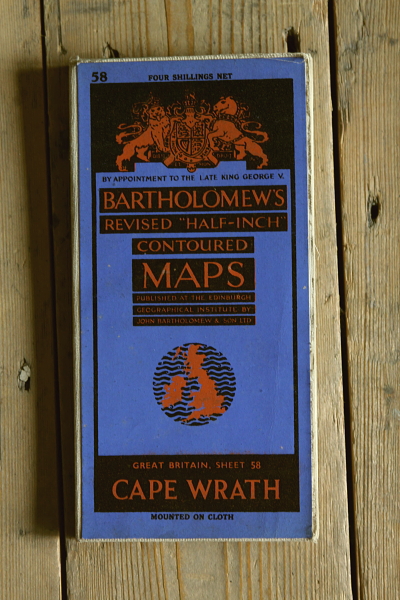 58 FOUR SHILLINGS NET
BY APPOINTMENT TO THE LATE KING GEORGE V.
BARTHOLOMEW'S
REVISED "HALF-INCH"
CONTOURED
MAPS
PUBLISHED AT THE EDINBURGH
GEOGRAPHICAL INSTITUTE BY
JOHN BARTHOLOMEW & SON LTD
GREAT BRITAIN, SHEET 58
CAPE WRATH
MOUNTED ON CLOTH